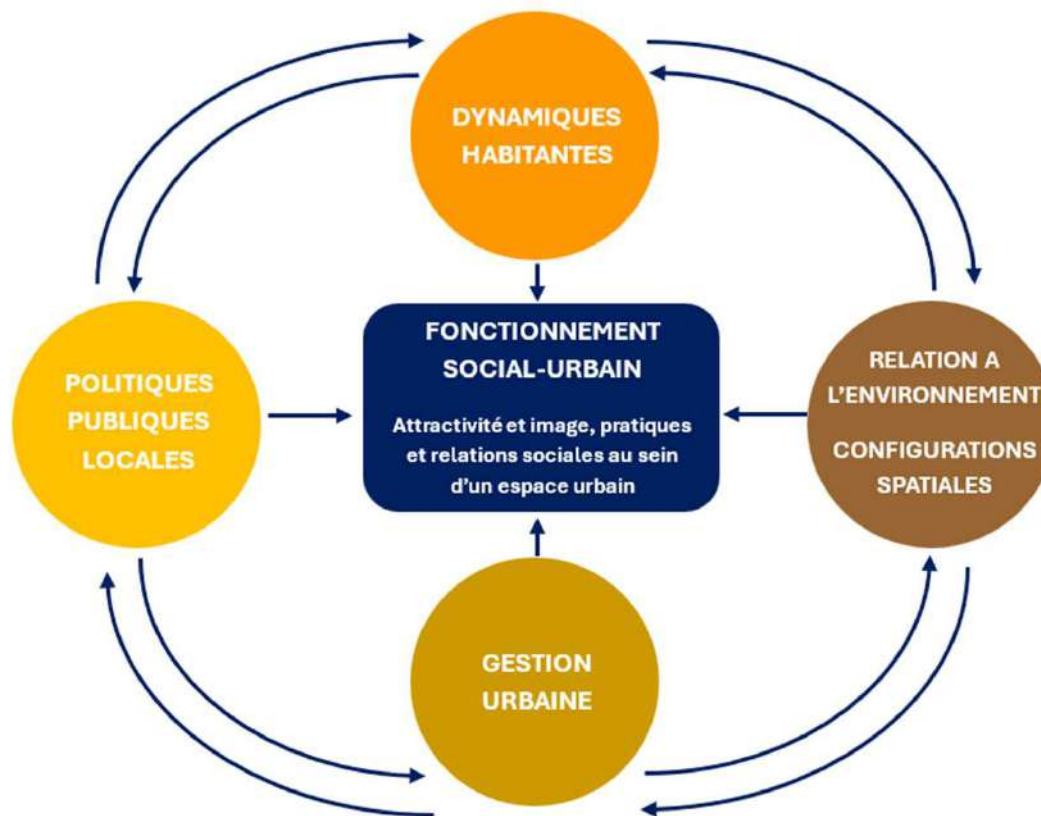 DYNAMIQUES
HABITANTES
POLITIQUES
PUBLIQUES
LOCALES
FONCTIONNEMENT
SOCIAL-URBAIN
Attractivité et image, pratiques
et relations sociales au sein
d’un espace urbain
RELATION A
L’ENVIRONNEMENT
CONFIGURATIONS
SPATIALES
GESTION
URBAINE